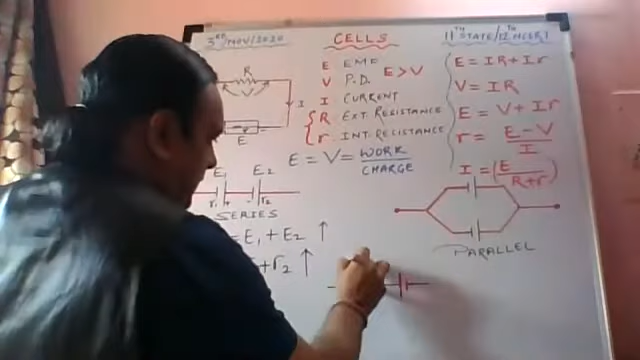 3RD/NOV/2020
CELLS
11TH STATE/12TH NCERT
R
V
I
E
E EMF
V P.D E > V
I CURRENT
R EXT. RESISTANCE
r INT. RESISTANCE
E = V = WORK
CHARGE
E = IR + Ir
V = IR
E = V + Ir
r = E - V
I
I = (E
R+r)
E1 E2
r1 + - r2
SERIES
= E1 + E2 ↑
+ r2 ↑
PARALLEL